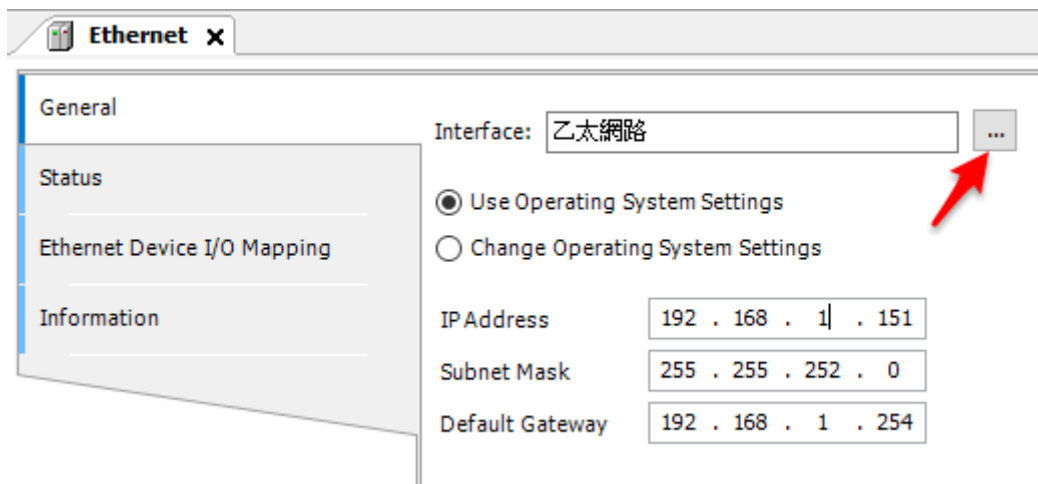 Ethernet
General
Interface: 乙太網路 ...
Status
Use Operating System Settings
Ethernet Device I/O Mapping
Change Operating System Settings
Information
IP Address 192 . 168 . 1 . 151
Subnet Mask 255 . 255 . 252 . 0
Default Gateway 192 . 168 . 1 . 254